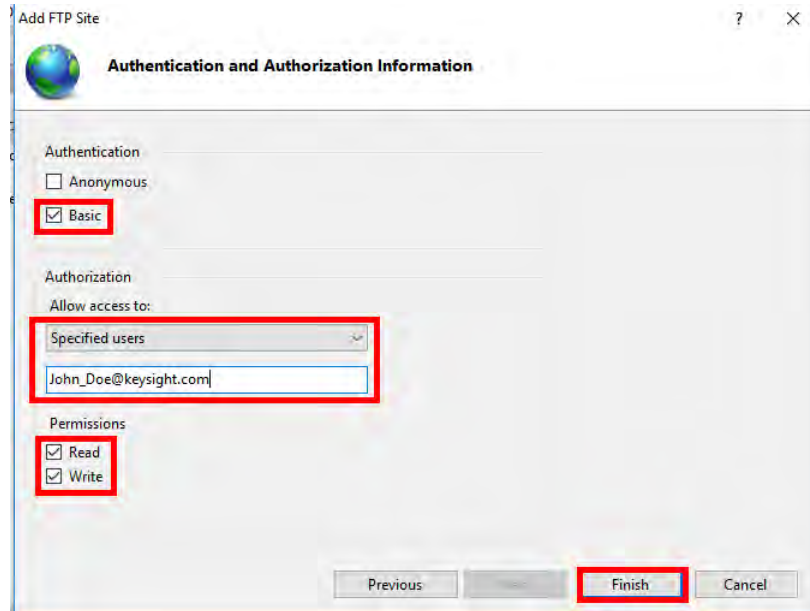 Add FTP Site ? X
Authentication and Authorization Information
Authentication
Anonymous
Basic
Authorization
Allow access to:
Specified users
John_Doe@keysight.com
Permissions
Read
Write
Previous Finish Cancel